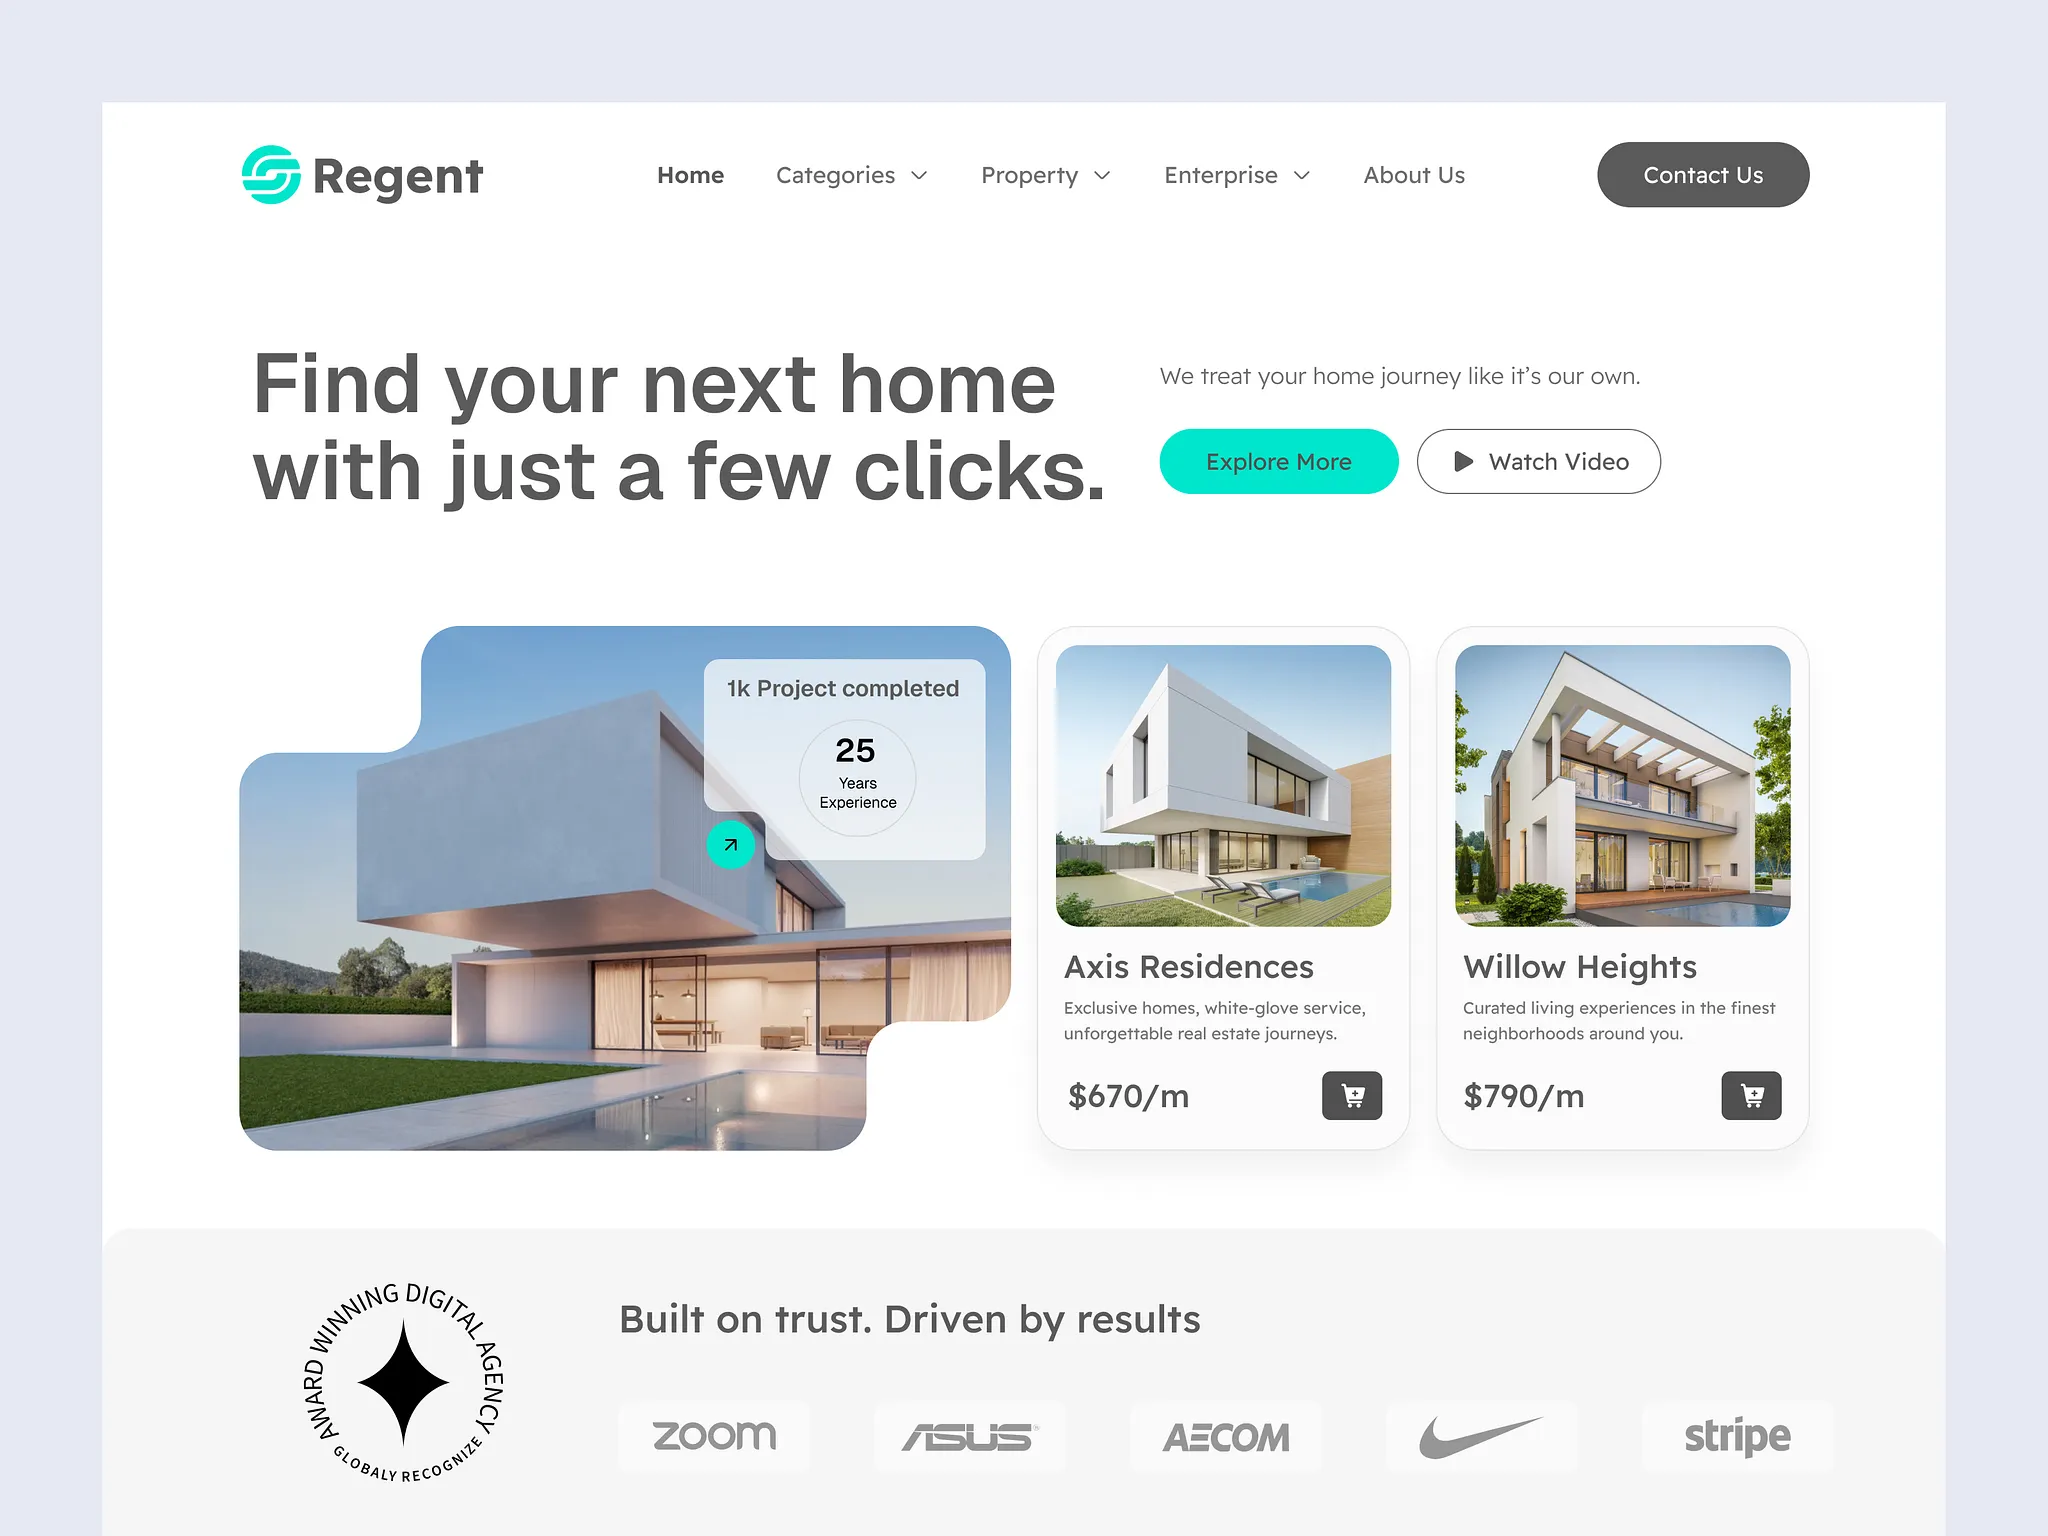 Regent
Home
Categories
Property
Enterprise
About Us
Contact Us
Find your next home
with just a few clicks.
We treat your home journey like it’s our own.
Explore More
Watch Video
1k Project completed
25
Years
Experience
Axis Residences
Exclusive homes, white-glove service,
unforgettable real estate journeys.
$670/m
Willow Heights
Curated living experiences in the finest
neighborhoods around you.
$790/m
AWARD WINNING DIGITAL AGENCY
GLOBALY RECOGNIZE
Built on trust. Driven by results
zoom
ASUS
AECOM
stripe